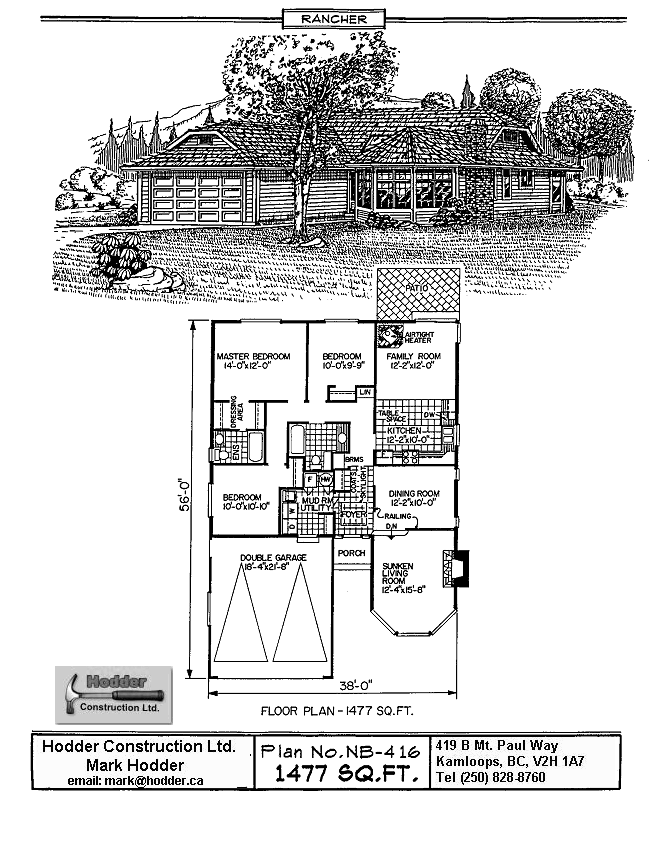 RANCHER
PATIO
MASTER BEDROOM
14'-0"x12'-0"
BEDROOM
10'-0"x9'-9"
AIRTIGHT
HEATER
FAMILY ROOM
12'-2"x12'-0"
LIN
DRESSING
AREA
TABLE
SPACE
DW
KITCHEN
12'-2"x10'-0"
ENS
BRMS
F
COATS
SKYLIGHT
F
HW
BEDROOM
10'-0"x10'-10"
MUD RM
UTILITY
W
D
FOYER
DINING ROOM
12'-2"x10'-0"
RAILING
DN
56'-0"
DOUBLE GARAGE
18'-4"x21'-8"
PORCH
SUNKEN
LIVING
ROOM
12'-4"x15'-8"
38'-0"
FLOOR PLAN - 1477 SQ.FT.
Hodder
Construction Ltd.
Hodder Construction Ltd.
Mark Hodder
email: mark@hodder.ca
Plan No. NB-416
1477 SQ.FT.
419 B Mt. Paul Way
Kamloops, BC, V2H 1A7
Tel (250) 828-8760